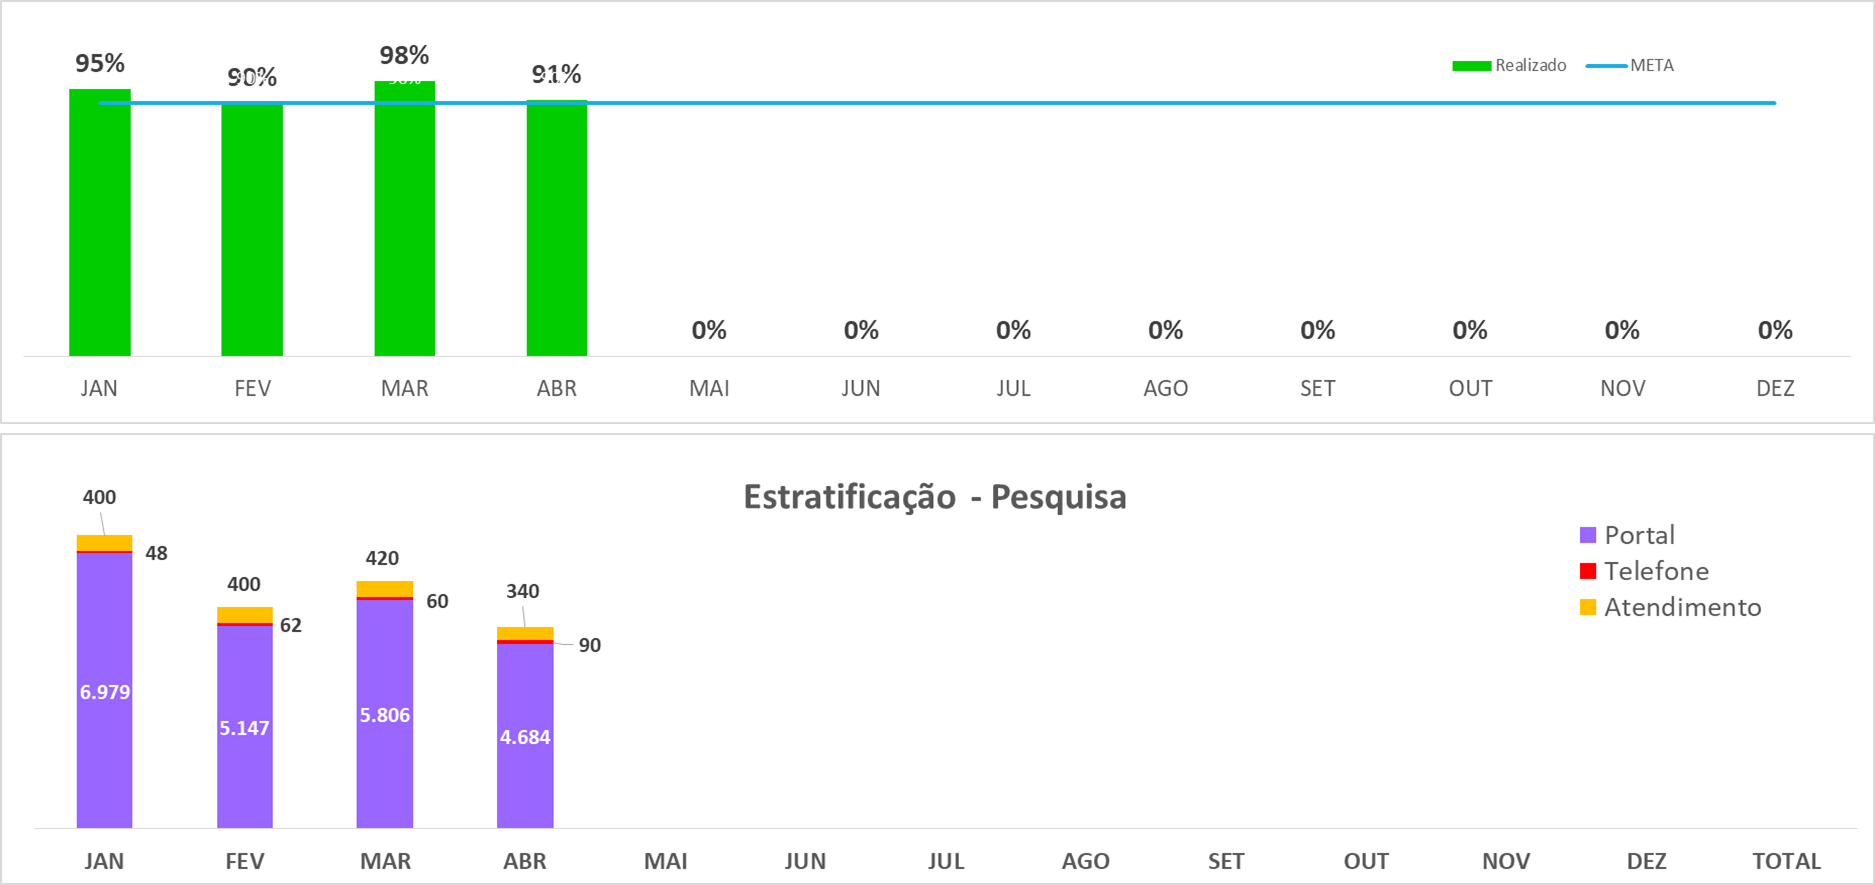 95%
90%
98%
98%
91%
Realizado
META
0%
0%
0%
0%
0%
0%
0%
0%
JAN
FEV
MAR
ABR
MAI
JUN
JUL
AGO
SET
OUT
NOV
DEZ
Estratificação - Pesquisa
Portal
Telefone
Atendimento
400
48
400
62
420
60
340
90
6.979
5.147
5.806
4.684
JAN
FEV
MAR
ABR
MAI
JUN
JUL
AGO
SET
OUT
NOV
DEZ
TOTAL